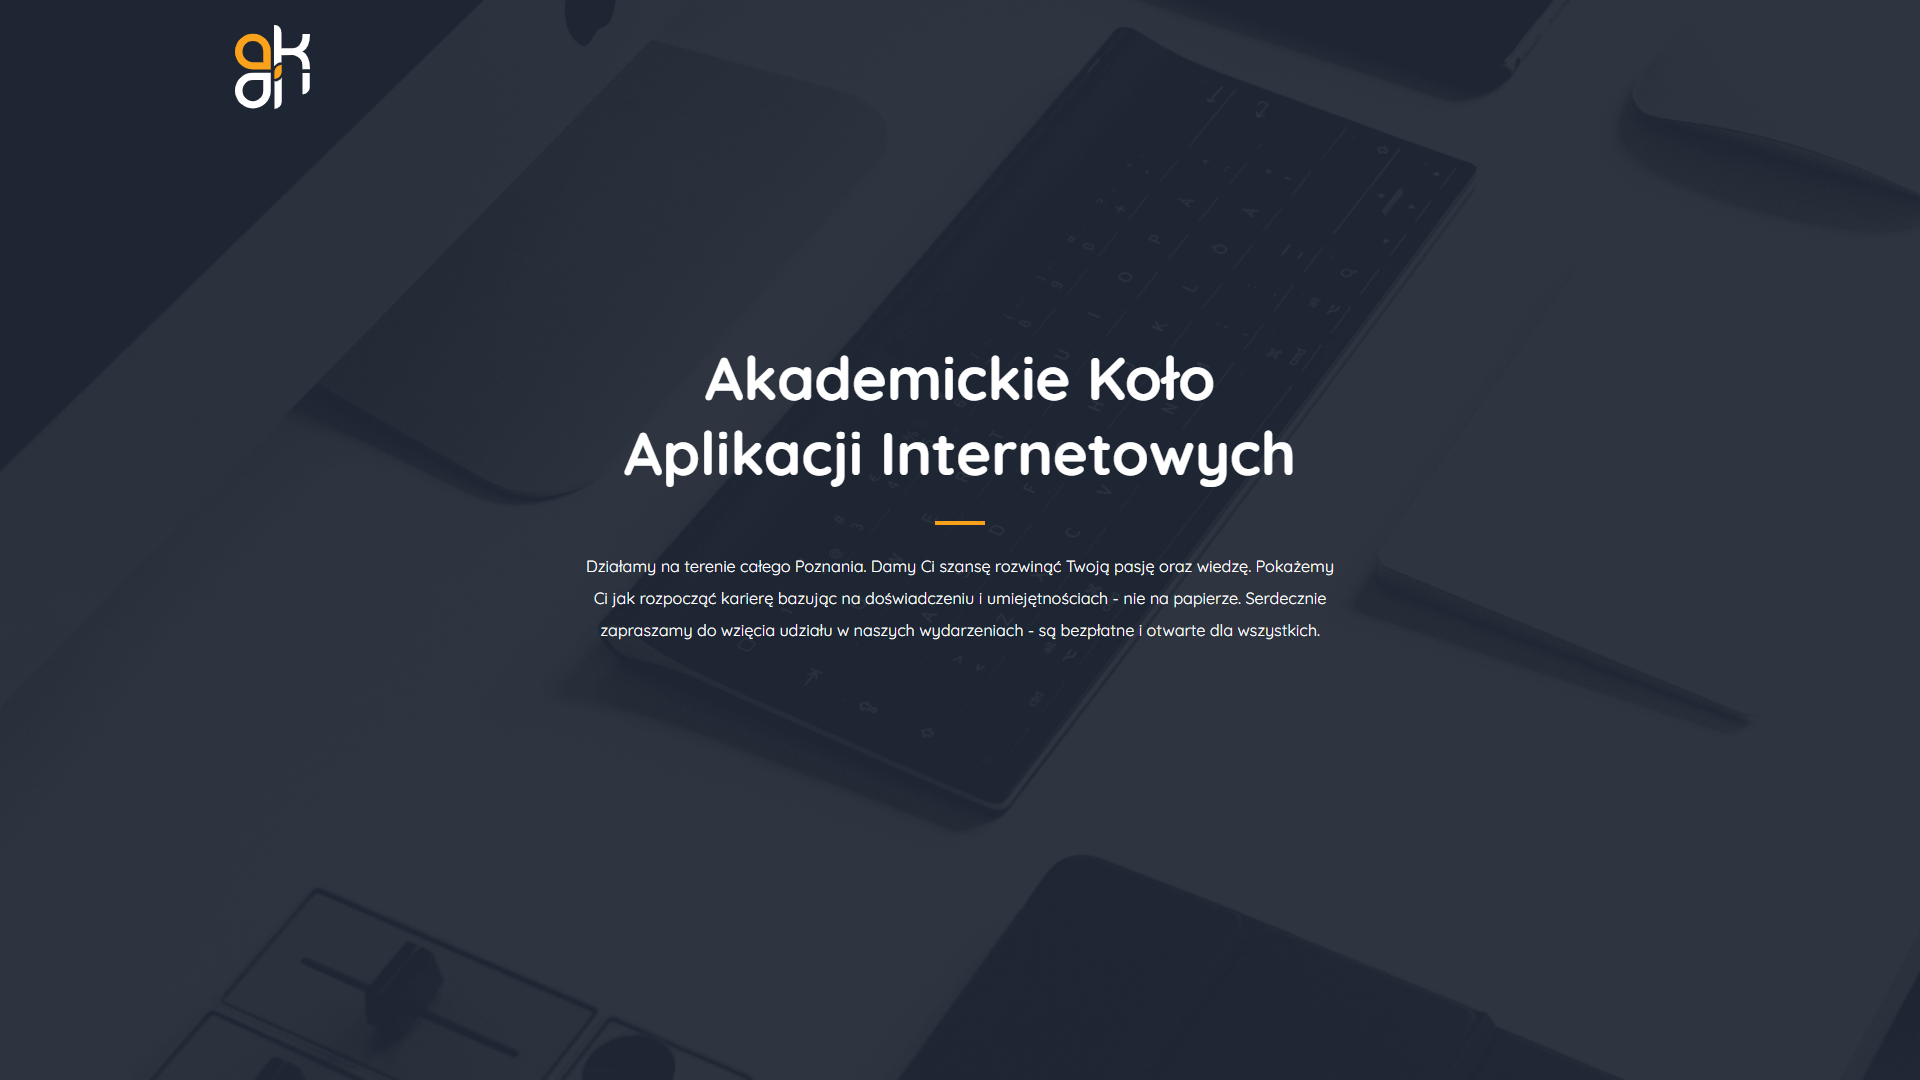 akai
Akademickie Koło
Aplikacji Internetowych
Działamy na terenie całego Poznania. Damy Ci szansę rozwinąć Twoją pasję oraz wiedzę. Pokażemy
Ci jak rozpocząć karierę bazując na doświadczeniu i umiejętnościach - nie na papierze. Serdecznie
zapraszamy do wzięcia udziału w naszych wydarzeniach - są bezpłatne i otwarte dla wszystkich.